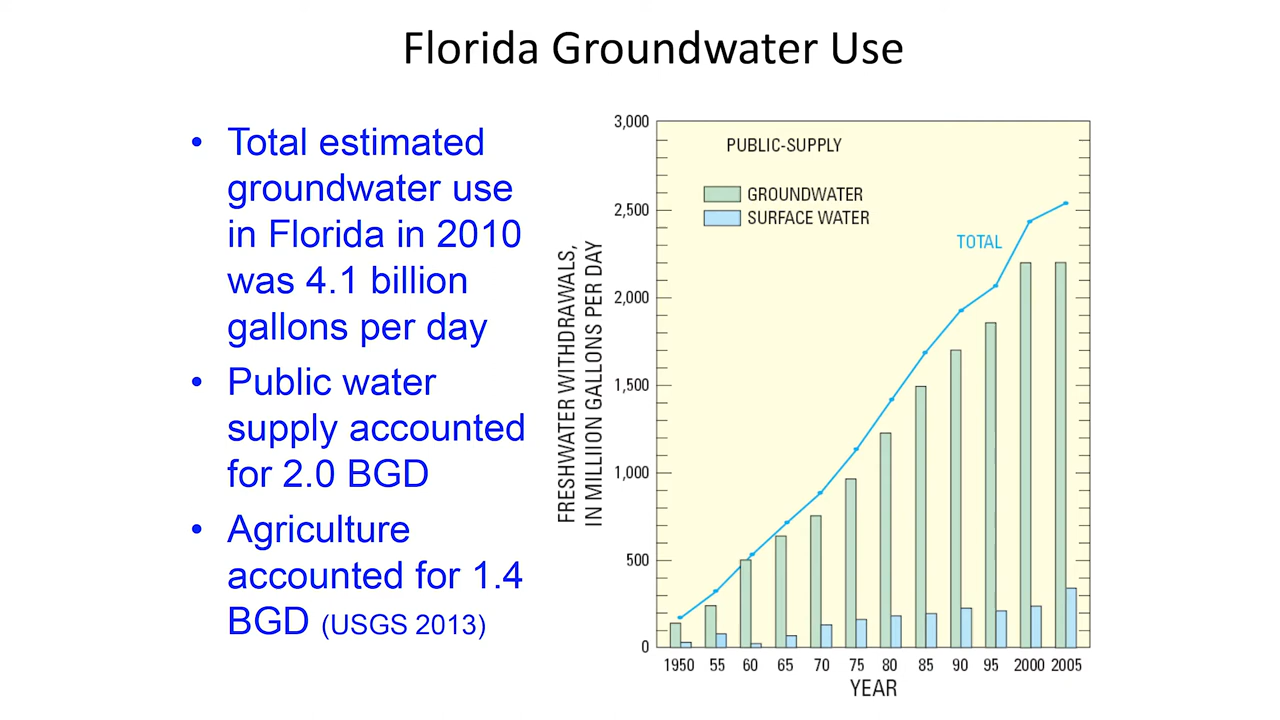 Florida Groundwater Use
• Total estimated
groundwater use
in Florida in 2010
was 4.1 billion
gallons per day
• Public water
supply accounted
for 2.0 BGD
• Agriculture
accounted for 1.4
BGD (USGS 2013)
FRESHWATER WITHDRAWALS,
IN MILLION GALLONS PER DAY
3,000
2,500
2,000
1,500
1,000
500
0
PUBLIC-SUPPLY
GROUNDWATER
SURFACE WATER
TOTAL
1950 55 60 65 70 75 80 85 90 95 2000 2005
YEAR